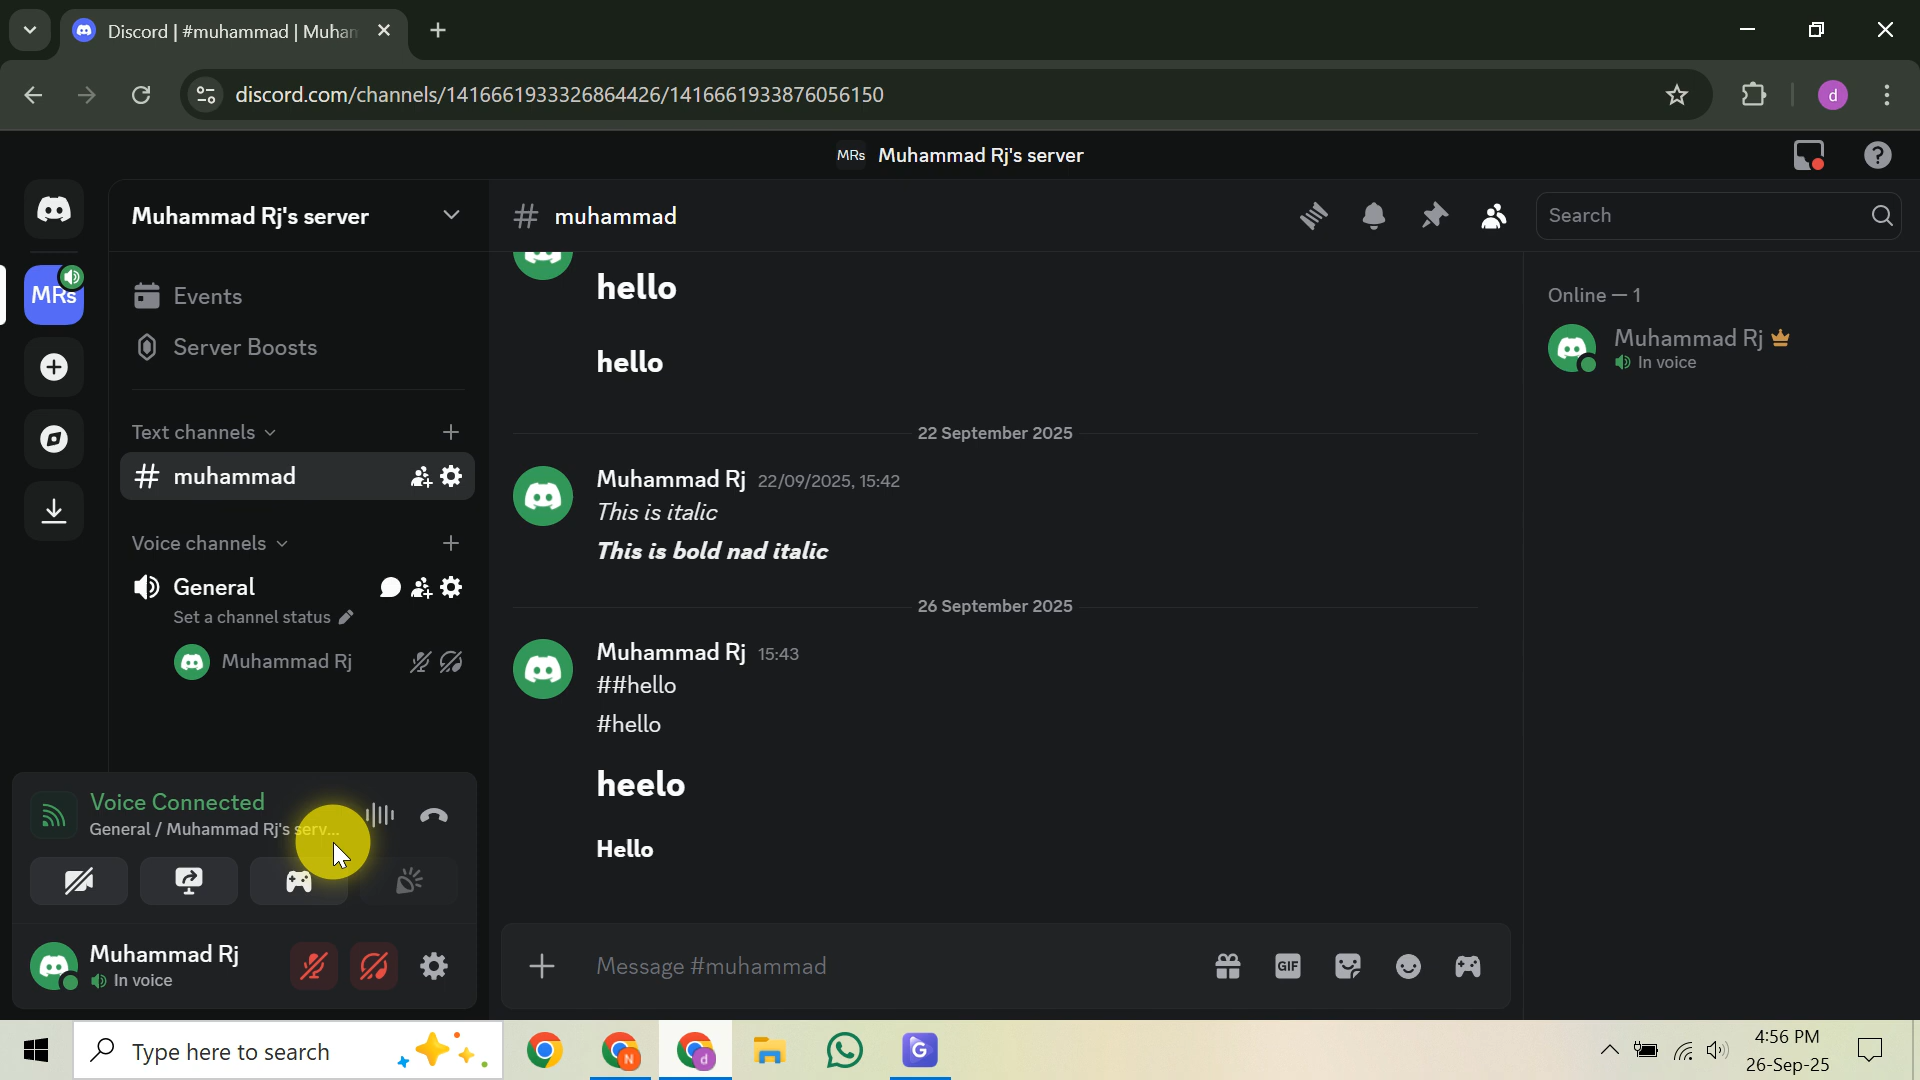 Discord | #muhammad | Muhan
discord.com/channels/1416661933326864426/1416661933876056150
d
MRs Muhammad Rj's server
MRs
Muhammad Rj's server
# muhammad
Search
Events
Server Boosts
Text channels
# muhammad
Voice channels
General
Set a channel status
Muhammad Rj
Voice Connected
General / Muhammad Rj's serv...
Muhammad Rj
In voice
hello
hello
22 September 2025
Muhammad Rj 22/09/2025, 15:42
This is italic
This is bold nad italic
26 September 2025
Muhammad Rj 15:43
##hello
#hello
heelo
Hello
Message #muhammad
GIF
Online — 1
Muhammad Rj
In voice
Type here to search
N
d
G
4:56 PM
26-Sep-25